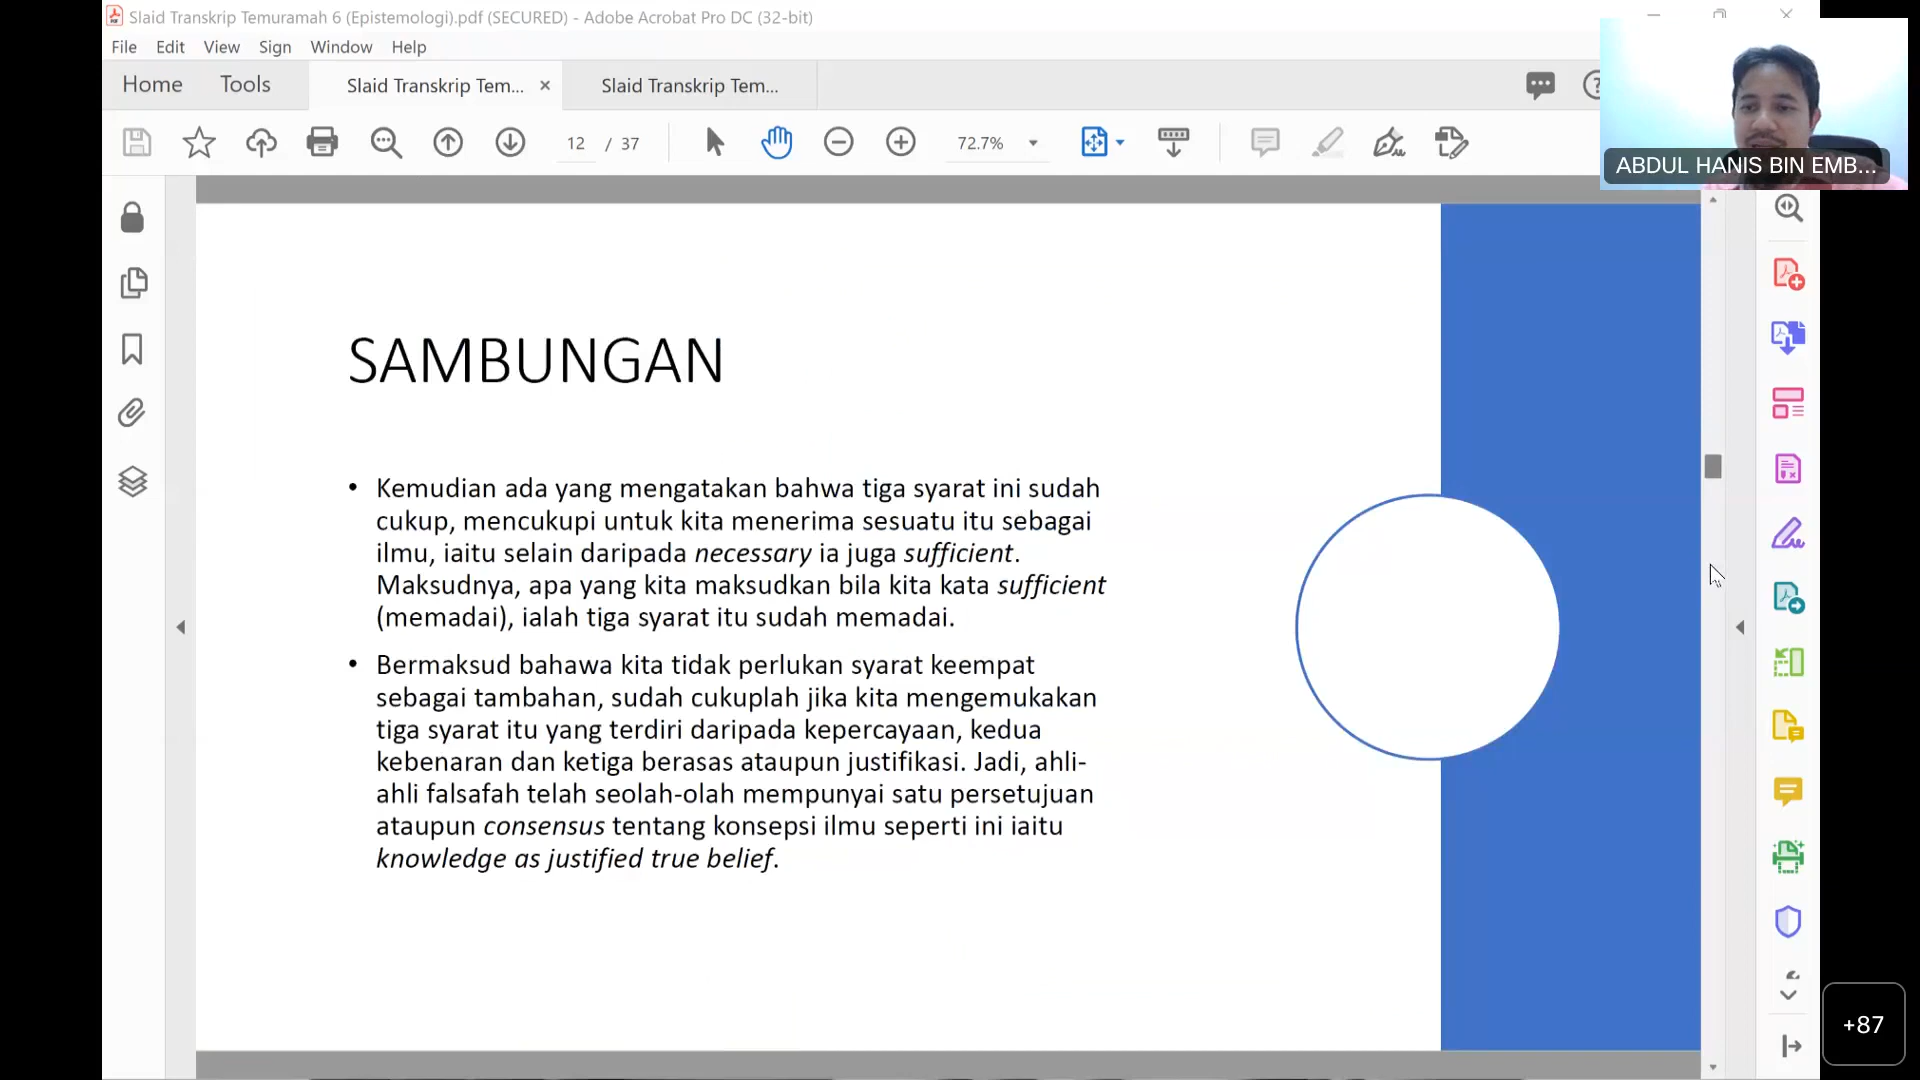 Slaid Transkrip Temuramah 6 (Epistemologi).pdf (SECURED) - Adobe Acrobat Pro DC (32-bit)
File Edit View Sign Window Help
Home Tools Slaid Transkrip Tem... × Slaid Transkrip Tem...
12 / 37 72.7%
ABDUL HANIS BIN EMB...
SAMBUNGAN
• Kemudian ada yang mengatakan bahwa tiga syarat ini sudah
cukup, mencukupi untuk kita menerima sesuatu itu sebagai
ilmu, iaitu selain daripada necessary ia juga sufficient.
Maksudnya, apa yang kita maksudkan bila kita kata sufficient
(memadai), ialah tiga syarat itu sudah memadai.
• Bermaksud bahawa kita tidak perlukan syarat keempat
sebagai tambahan, sudah cukuplah jika kita mengemukakan
tiga syarat itu yang terdiri daripada kepercayaan, kedua
kebenaran dan ketiga berasas ataupun justifikasi. Jadi, ahli-
ahli falsafah telah seolah-olah mempunyai satu persetujuan
ataupun consensus tentang konsepsi ilmu seperti ini iaitu
knowledge as justified true belief.
+87